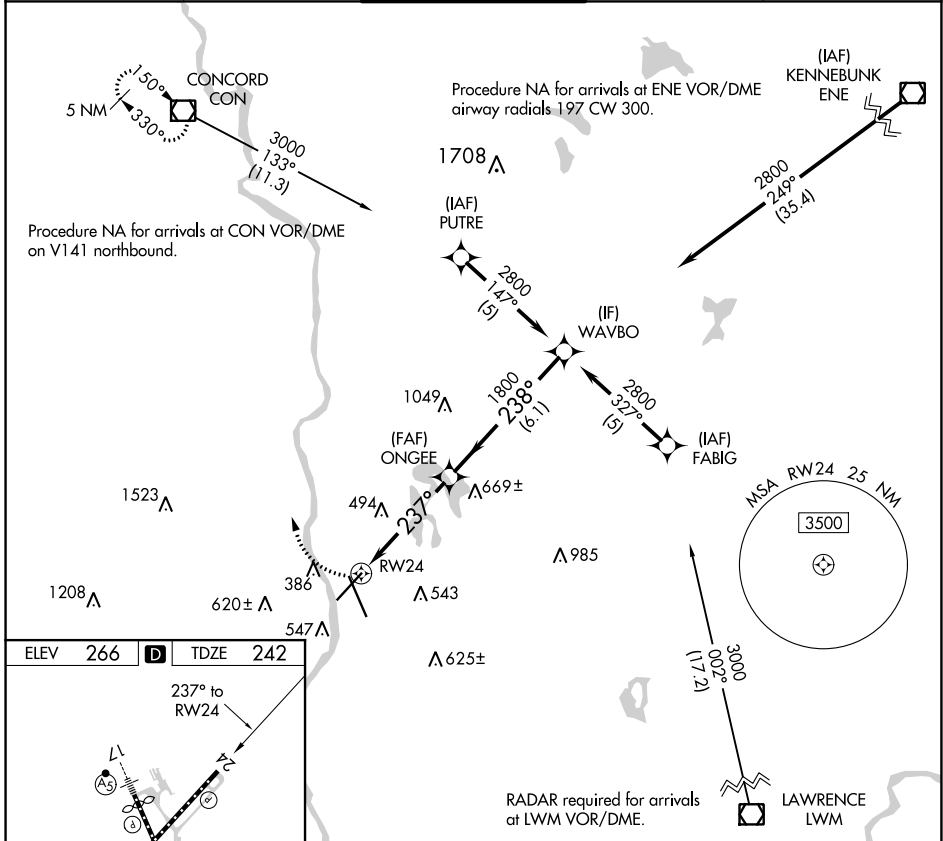 150°
CONCORD
CON
5 NM
330°
3000
133°
(11.3)
Procedure NA for arrivals at ENE VOR/DME
airway radials 197 CW 300.
(IAF)
KENNEBUNK
ENE
2800
249°
(35.4)
1708
Procedure NA for arrivals at CON VOR/DME
on V141 northbound.
(IAF)
PUTRE
2800
147°
(5)
(IF)
WAVBO
1800
238°
(6.1)
2800
327°
(5)
(IAF)
FABIG
1049
(FAF)
ONGEE
669±
494
237°
1523
RW24
386
985
543
1208
620±
547
625±
MSA RW24 25 NM
3500
3000
002°
(17.2)
ELEV 266 D TDZE 242
237° to
RW24
24
17
A5
P
P
RADAR required for arrivals
at LWM VOR/DME.
LAWRENCE
LWM